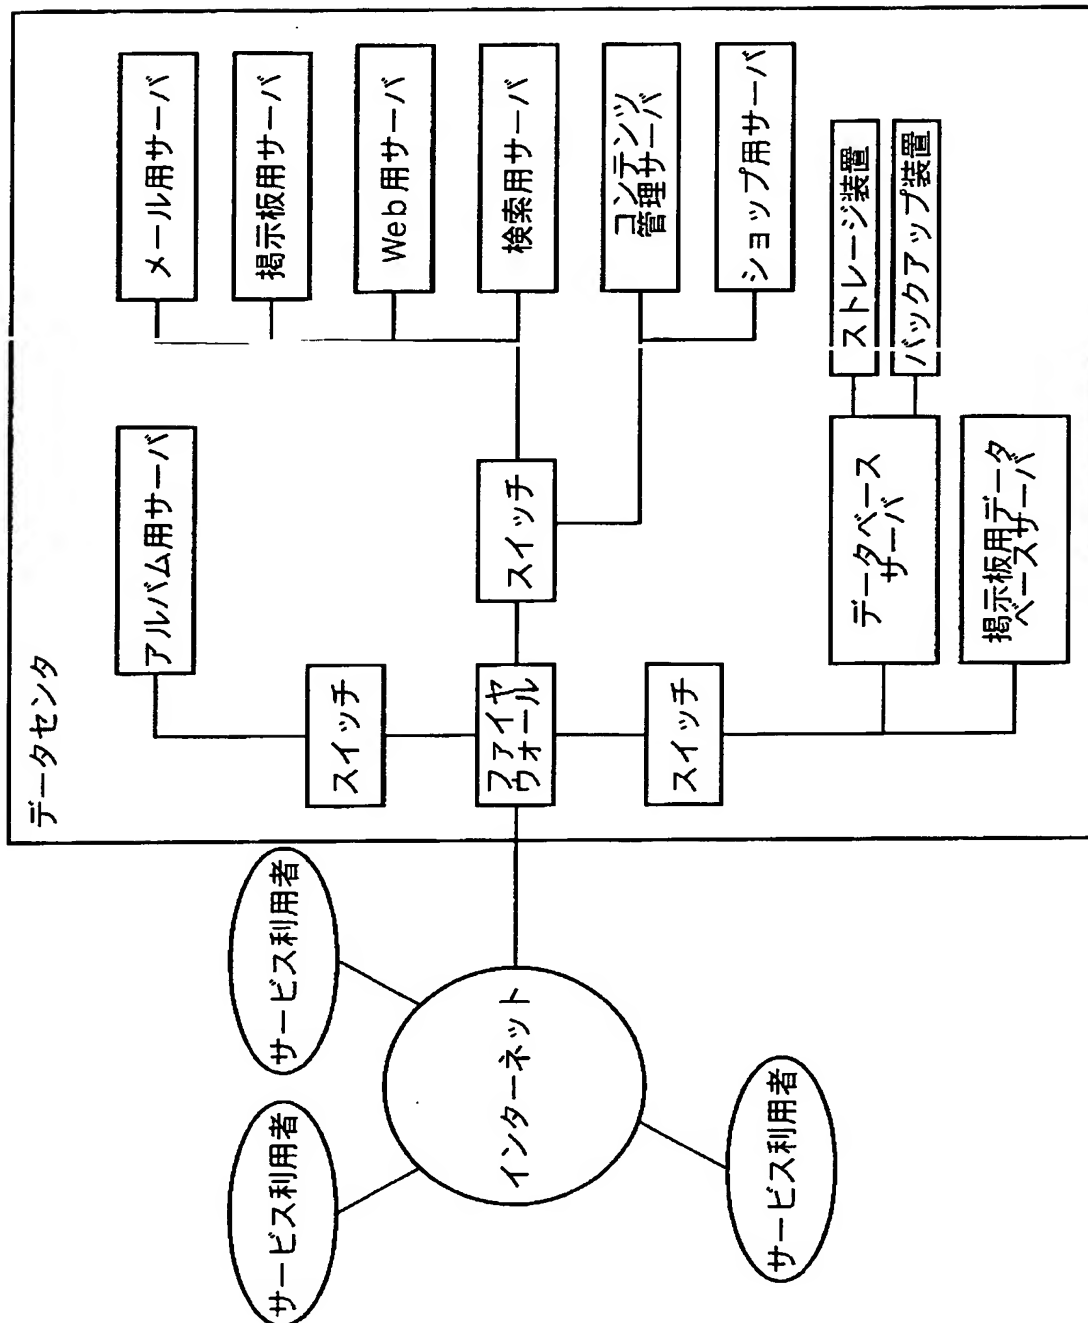 データセンタ
メール用サーバ
掲示板用サーバ
Web用サーバ
検索用サーバ
コンテンツ
管理サーバ
ショップ用サーバ
アルバム用サーバ
スイッチ
スイッチ
ファイヤ
ウォール
スイッチ
ストレージ装置
バックアップ装置
データベース
サーバ
掲示板用データ
ベースサーバ
サービス利用者
サービス利用者
インターネット
サービス利用者